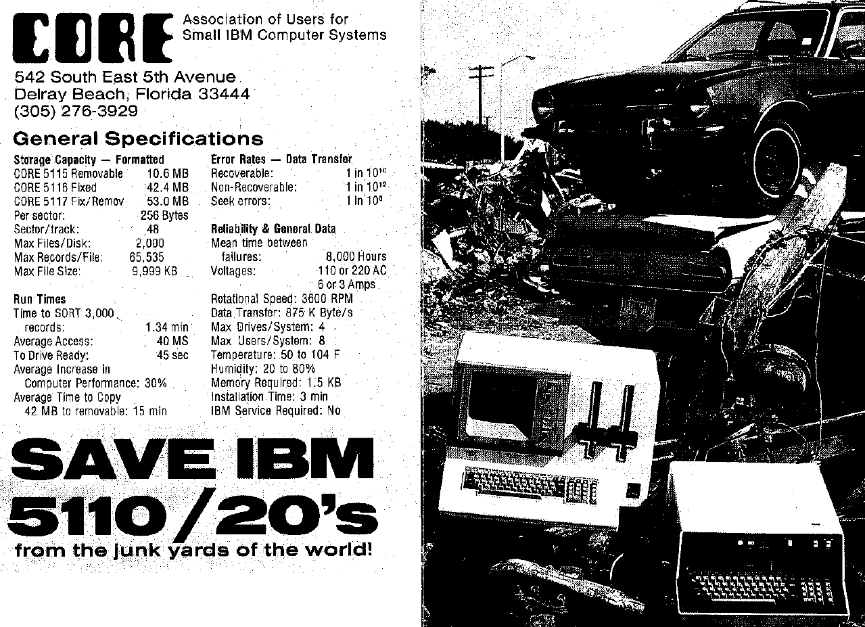 CORE
Association of Users for
Small IBM Computer Systems
542 South East 5th Avenue
Delray Beach, Florida 33444
(305) 276-3929
General Specifications
Storage Capacity — Formatted
CORE 5115 Removable 10.6 MB
CORE 5116 Fixed 42.4 MB
CORE 5117 Fix/Remov 53.0 MB
Per sector: 256 Bytes
Sector/track: 48
Max Files/Disk: 2,000
Max Records/File: 65,535
Max File Size: 9,999 KB
Run Times
Time to SORT 3,000
records: 1.34 min
Average Access: 40 MS
To Drive Ready: 45 sec
Average Increase in
Computer Performance: 30%
Average Time to Copy
42 MB to removable: 15 min
Error Rates — Data Transfer
Recoverable: 1 in 10¹⁰
Non-Recoverable: 1 in 10¹²
Seek errors: 1 in
Reliability & General Data
Mean time between
failures: 8,000 Hours
Voltages: 110 or 220 AC
6 or 3 Amps
Rotational Speed: 3600 RPM
Data Transfer: 875 K Byte/s
Max Drives/System: 4
Max Users/System: 8
Temperature: 50 to 104 F
Humidity: 20 to 80%
Memory Required: 1.5 KB
Installation Time: 3 min
IBM Service Required: No
SAVE IBM
5110/20's
from the junk yards of the world!